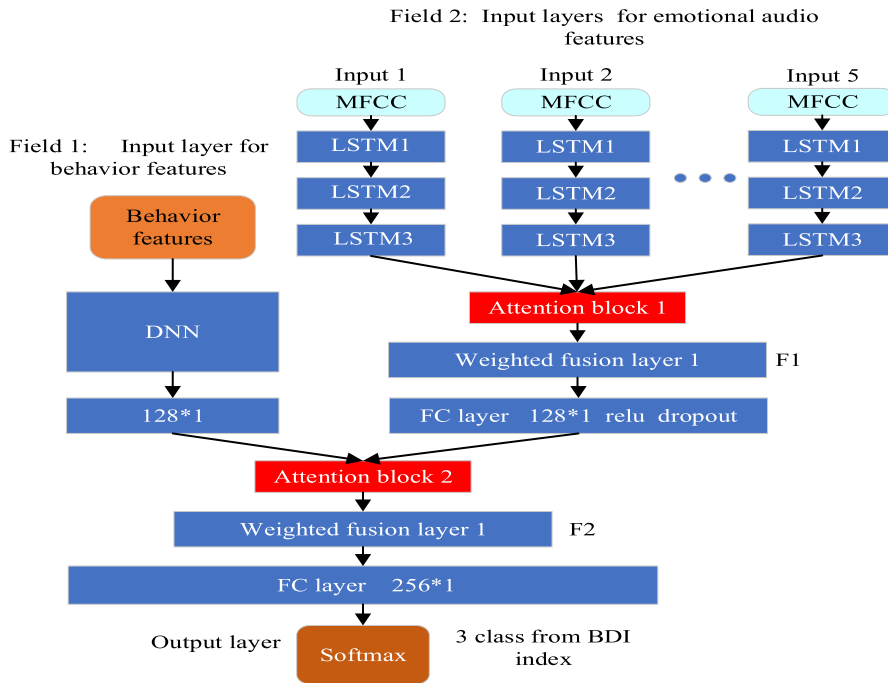 Field 2: Input layers for emotional audio
features
Input 1
Input 2
Input 5
MFCC
MFCC
MFCC
Field 1: Input layer for
behavior features
LSTM1
LSTM1
LSTM1
LSTM2
LSTM2
LSTM2
LSTM3
LSTM3
LSTM3
Behavior
features
DNN
128*1
Attention block 1
Weighted fusion layer 1
F1
FC layer 128*1 relu dropout
Attention block 2
Weighted fusion layer 1
F2
FC layer 256*1
Output layer
Softmax
3 class from BDI
index